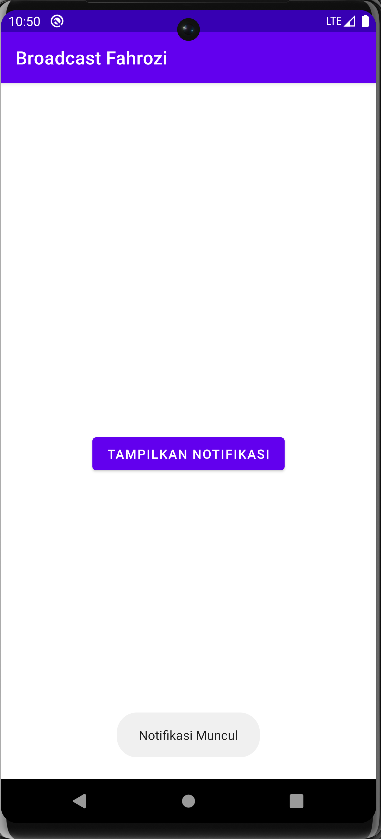 10:50
LTE
Broadcast Fahrozi
TAMPILKAN NOTIFIKASI
Notifikasi Muncul